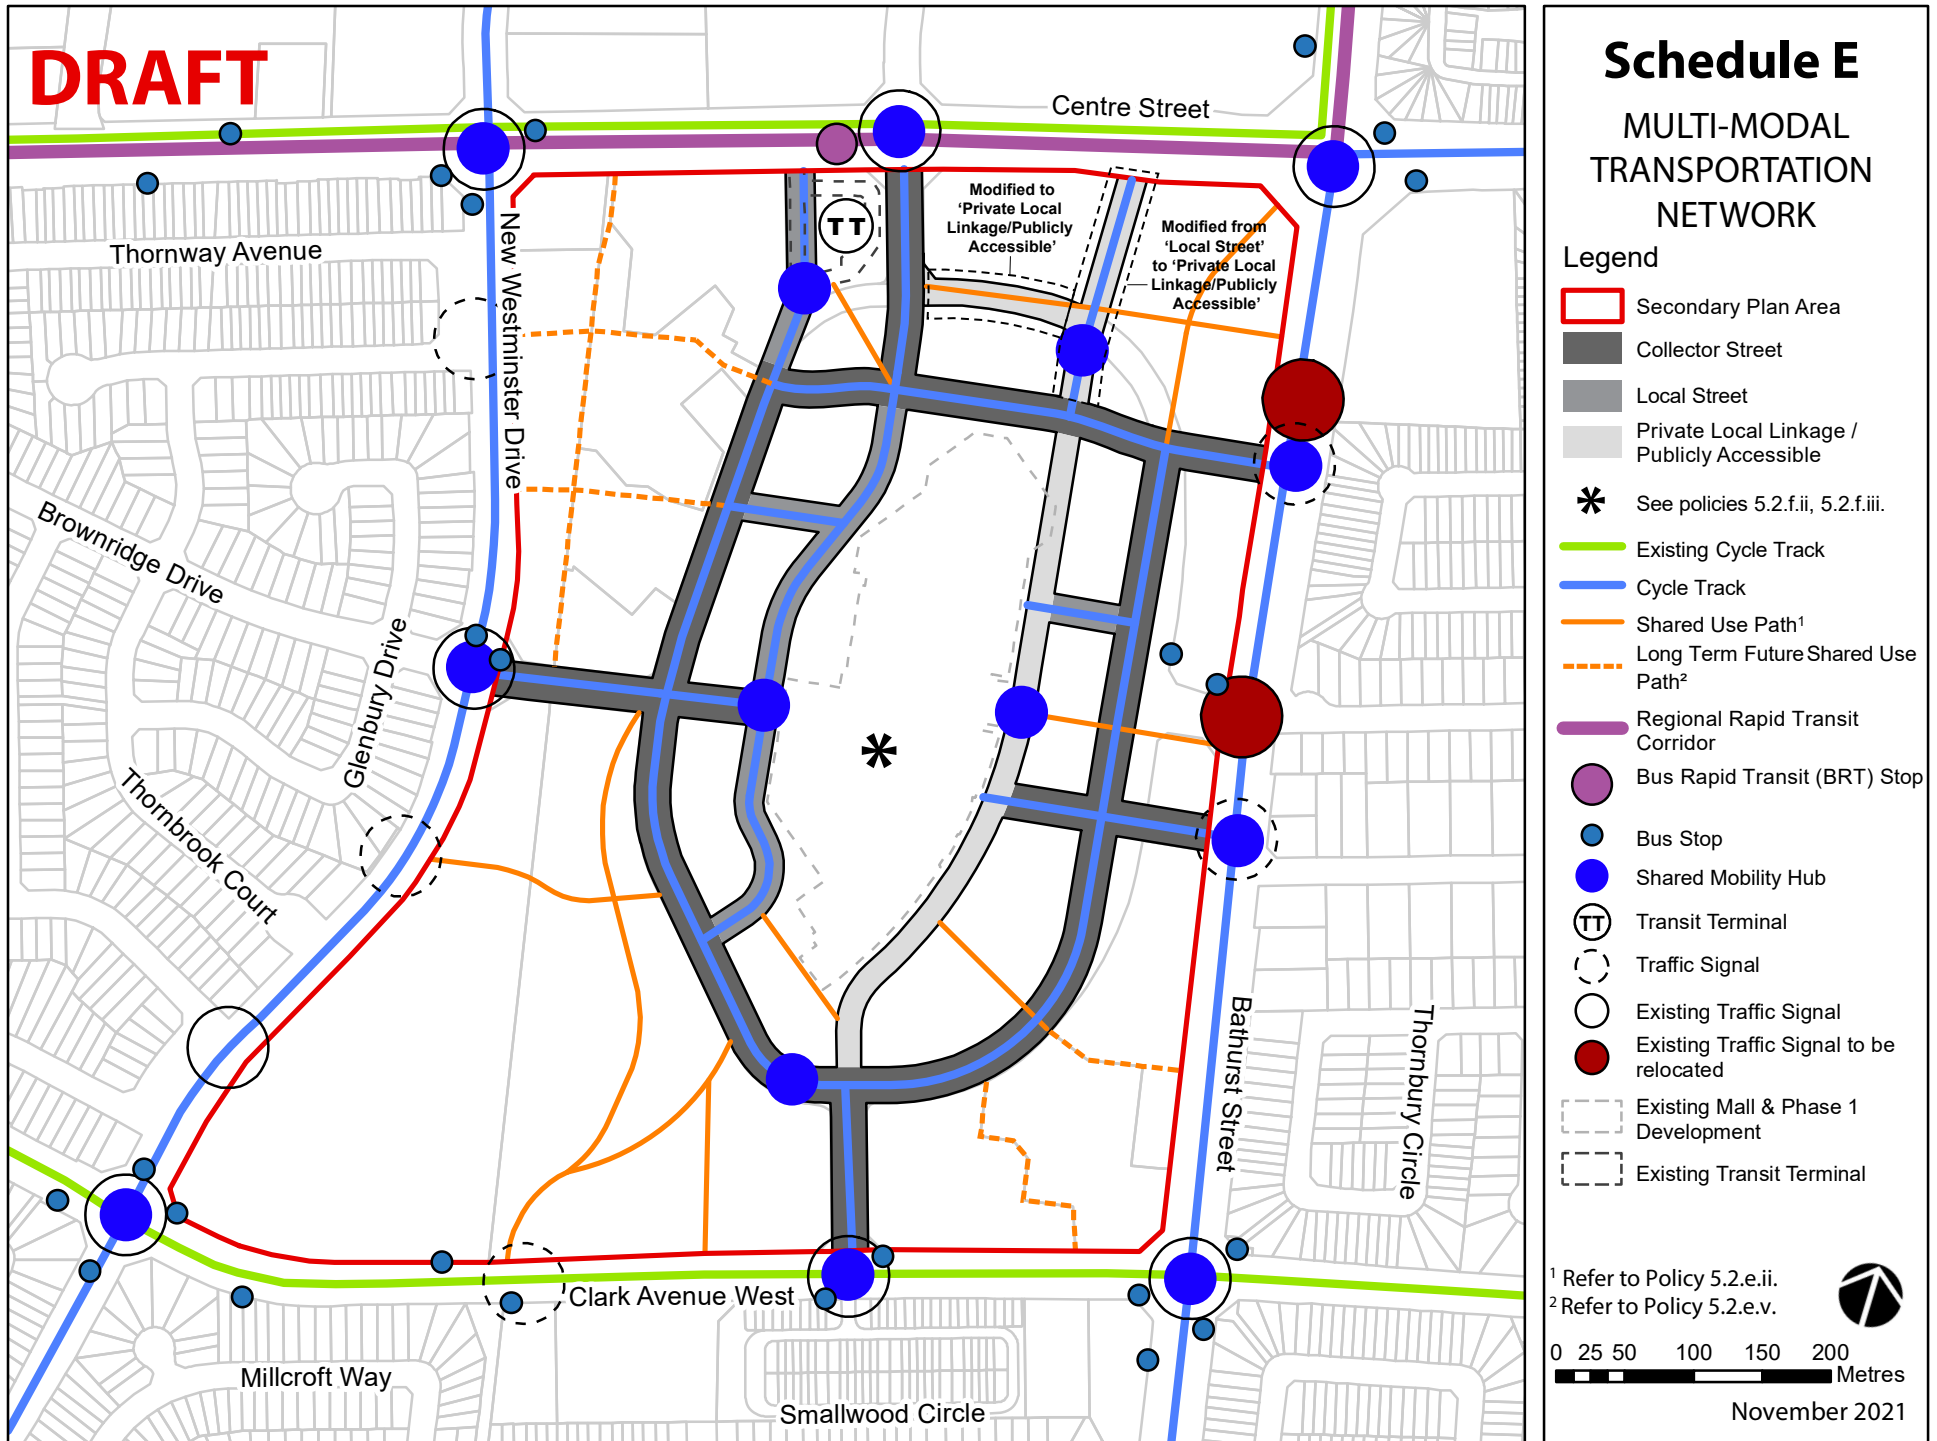 DRAFT
Centre Street
Thornway Avenue
New Westminster Drive
TT
Modified to
‘Private Local
Linkage/Publicly
Accessible’
Modified from
‘Local Street’
to ‘Private Local
Linkage/Publicly
Accessible’
Brownridge Drive
Glenbury Drive
Thornbrook Court
*
Bathurst Street
Thornbury Circle
Clark Avenue West
Millcroft Way
Smallwood Circle
Schedule E
MULTI-MODAL
TRANSPORTATION
NETWORK
Legend
Secondary Plan Area
Collector Street
Local Street
Private Local Linkage /
Publicly Accessible
* See policies 5.2.f.ii, 5.2.f.iii.
Existing Cycle Track
Cycle Track
Shared Use Path¹
Long Term Future Shared Use
Path²
Regional Rapid Transit
Corridor
Bus Rapid Transit (BRT) Stop
Bus Stop
Shared Mobility Hub
TT Transit Terminal
Traffic Signal
Existing Traffic Signal
Existing Traffic Signal to be
relocated
Existing Mall & Phase 1
Development
Existing Transit Terminal
¹ Refer to Policy 5.2.e.ii.
² Refer to Policy 5.2.e.v.
0 25 50 100 150 200
Metres
November 2021